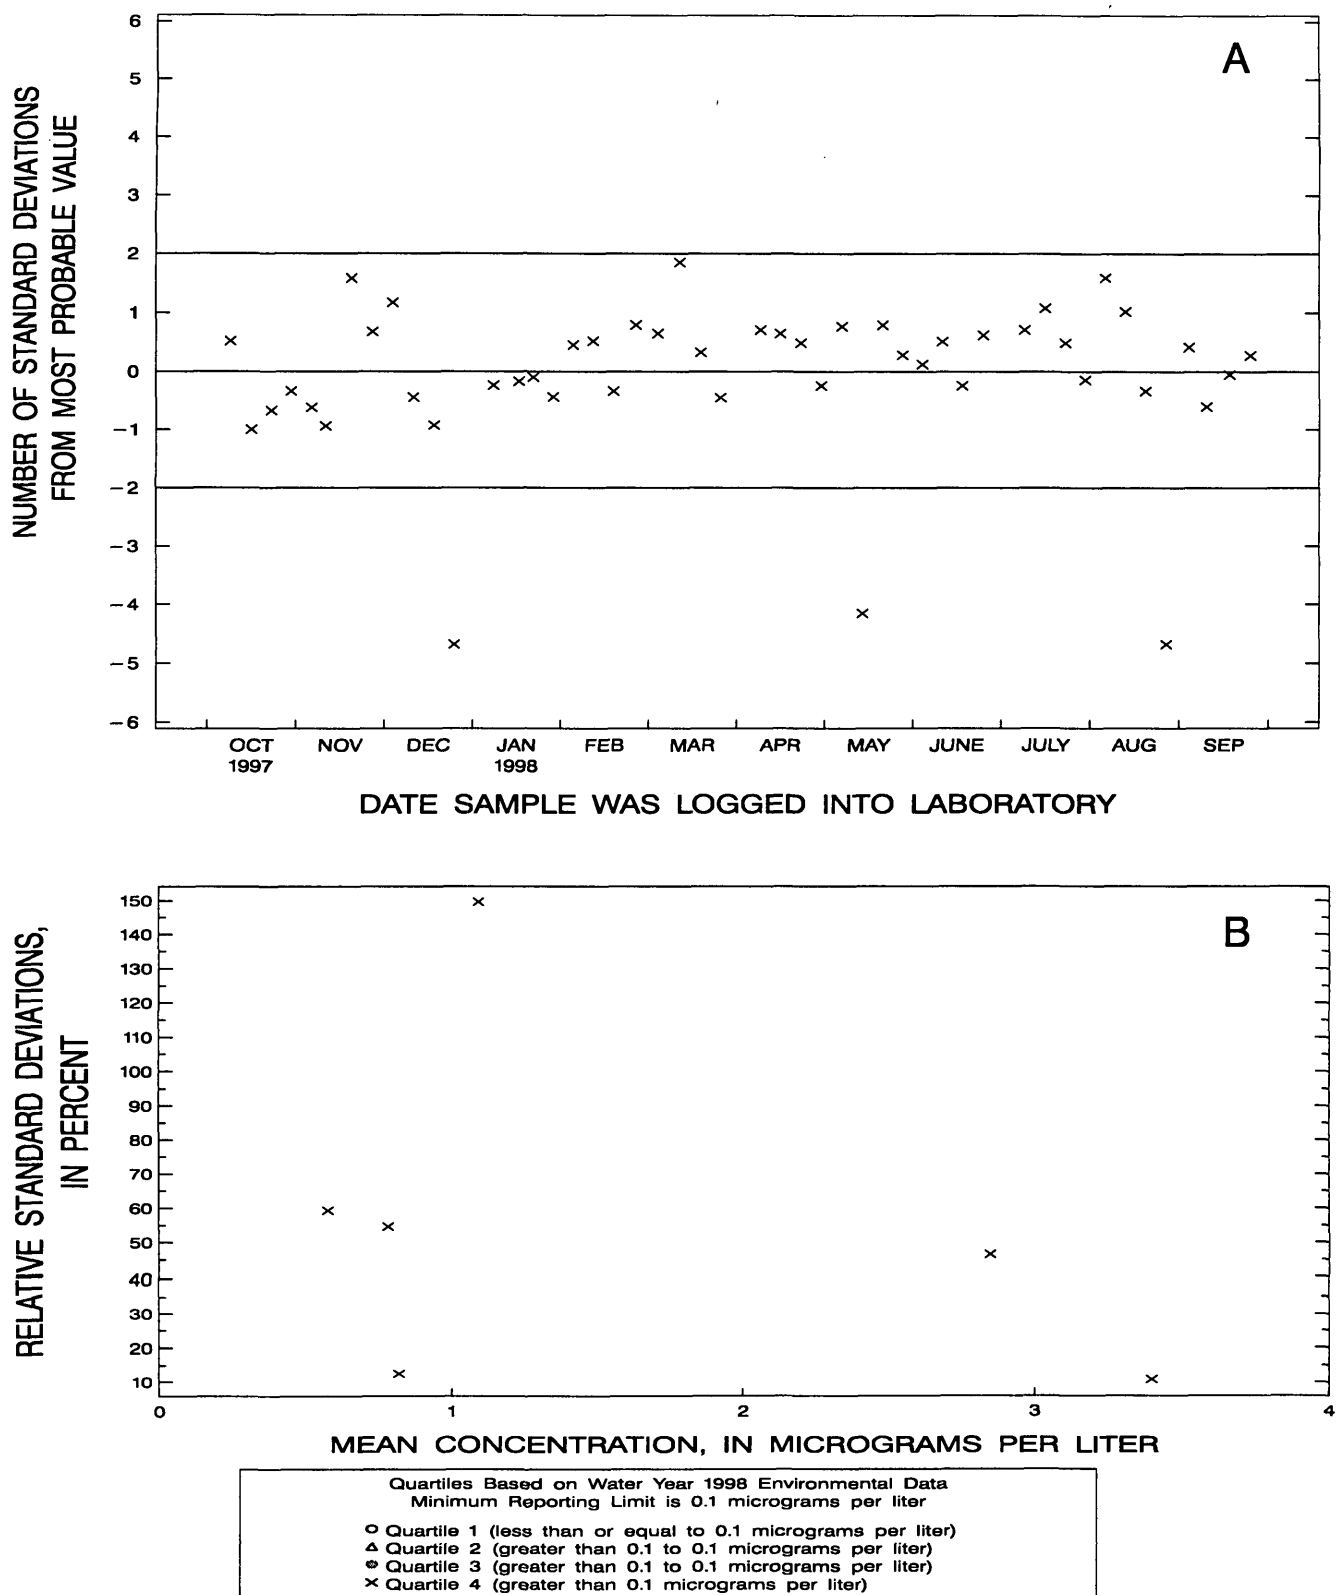 A
NUMBER OF STANDARD DEVIATIONS
FROM MOST PROBABLE VALUE
6
5
4
3
2
1
0
−1
−2
−3
−4
−5
−6
OCT NOV DEC JAN FEB MAR APR MAY JUNE JULY AUG SEP
1997 1998
DATE SAMPLE WAS LOGGED INTO LABORATORY
B
RELATIVE STANDARD DEVIATIONS,
IN PERCENT
150
140
130
120
110
100
90
80
70
60
50
40
30
20
10
0 1 2 3 4
MEAN CONCENTRATION, IN MICROGRAMS PER LITER
Quartiles Based on Water Year 1998 Environmental Data
Minimum Reporting Limit is 0.1 micrograms per liter
Quartile 1 (less than or equal to 0.1 micrograms per liter)
Quartile 2 (greater than 0.1 to 0.1 micrograms per liter)
Quartile 3 (greater than 0.1 to 0.1 micrograms per liter)
Quartile 4 (greater than 0.1 micrograms per liter)